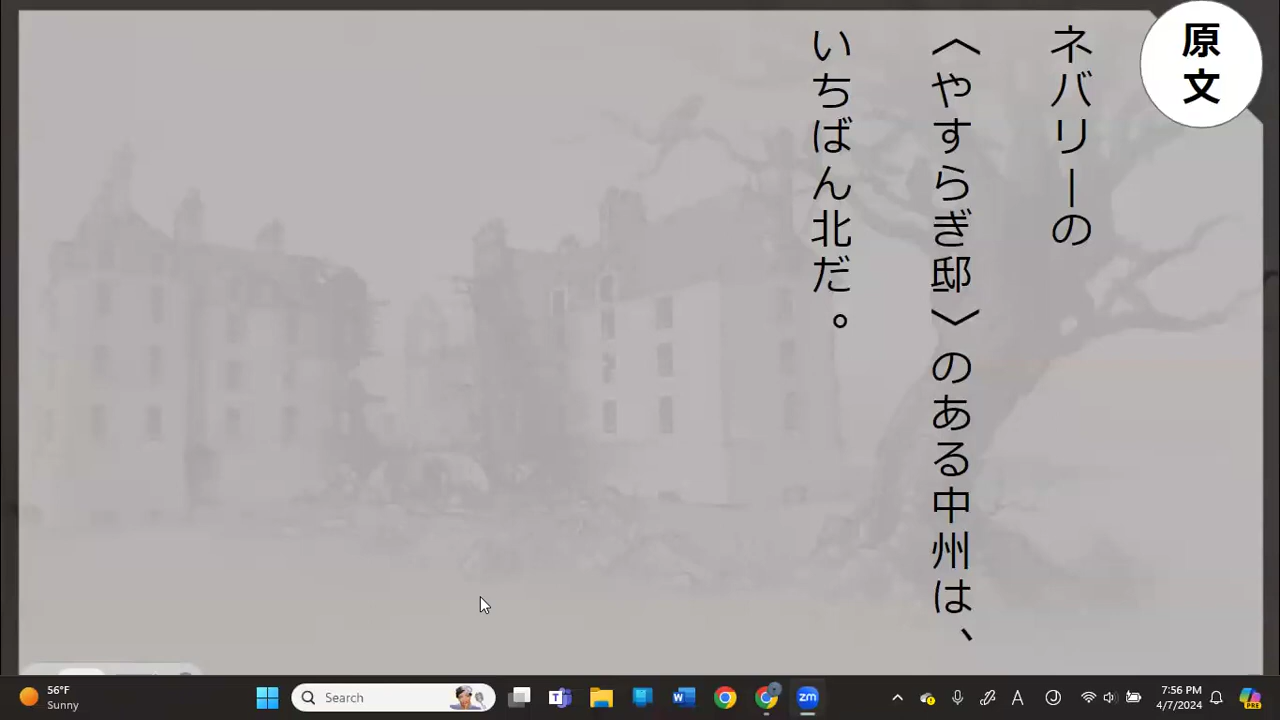 原文
ネバリーの
〈やすらぎ邸〉のある中州は、
いちばん北だ。
56°F
Sunny
Search
7:56 PM
4/7/2024